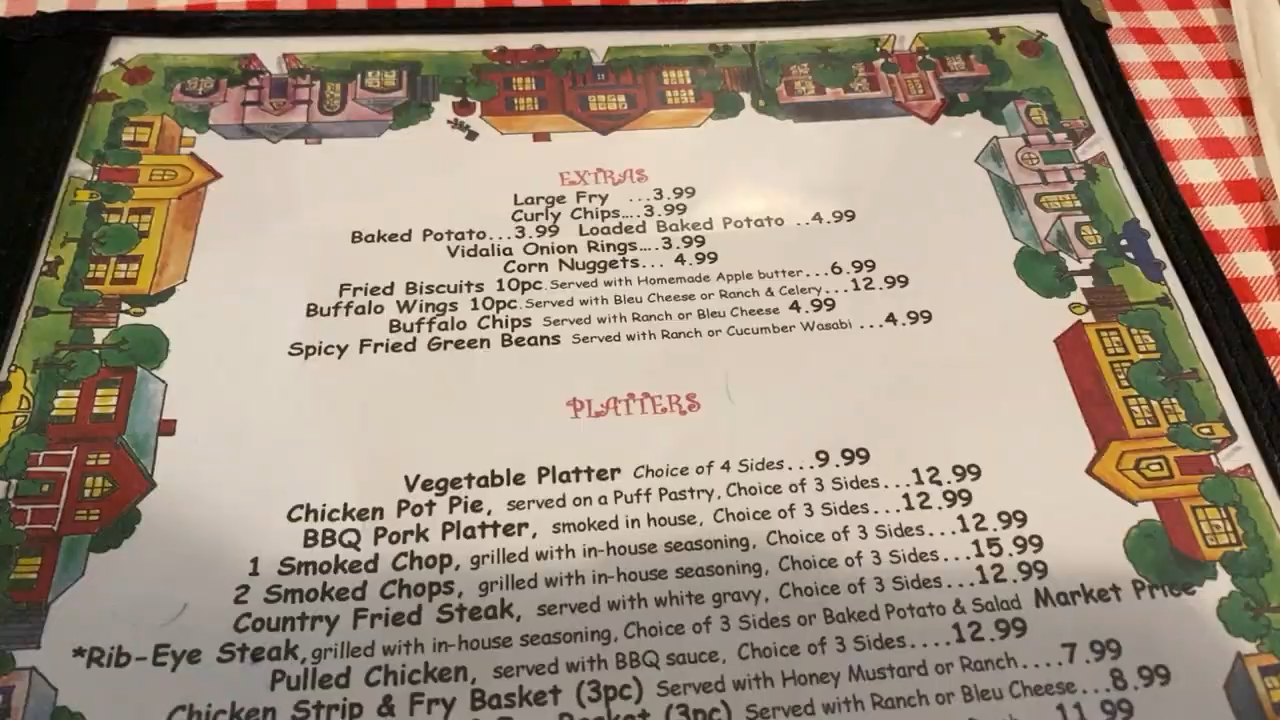 EXTRAS
Large Fry ...3.99
Curly Chips....3.99
Baked Potato...3.99 Loaded Baked Potato ..4.99
Vidalia Onion Rings....3.99
Corn Nuggets... 4.99
Fried Biscuits 10pc. Served with Homemade Apple butter...6.99
Buffalo Wings 10pc. Served with Bleu Cheese or Ranch & Celery...12.99
Buffalo Chips Served with Ranch or Bleu Cheese 4.99
Spicy Fried Green Beans Served with Ranch or Cucumber Wasabi ...4.99
PLATTERS
Vegetable Platter Choice of 4 Sides...9.99
Chicken Pot Pie, served on a Puff Pastry, Choice of 3 Sides...12.99
BBQ Pork Platter, smoked in house, Choice of 3 Sides...12.99
1 Smoked Chop, grilled with in-house seasoning, Choice of 3 Sides...12.99
2 Smoked Chops, grilled with in-house seasoning, Choice of 3 Sides...15.99
Country Fried Steak, served with white gravy, Choice of 3 Sides...12.99
*Rib-Eye Steak, grilled with in-house seasoning, Choice of 3 Sides or Baked Potato & Salad Market Price
Pulled Chicken, served with BBQ sauce, Choice of 3 Sides....12.99
Chicken Strip & Fry Basket (3pc) Served with Honey Mustard or Ranch....7.99
Basket (3pc) Served with Ranch or Bleu Cheese...8.99
11.99